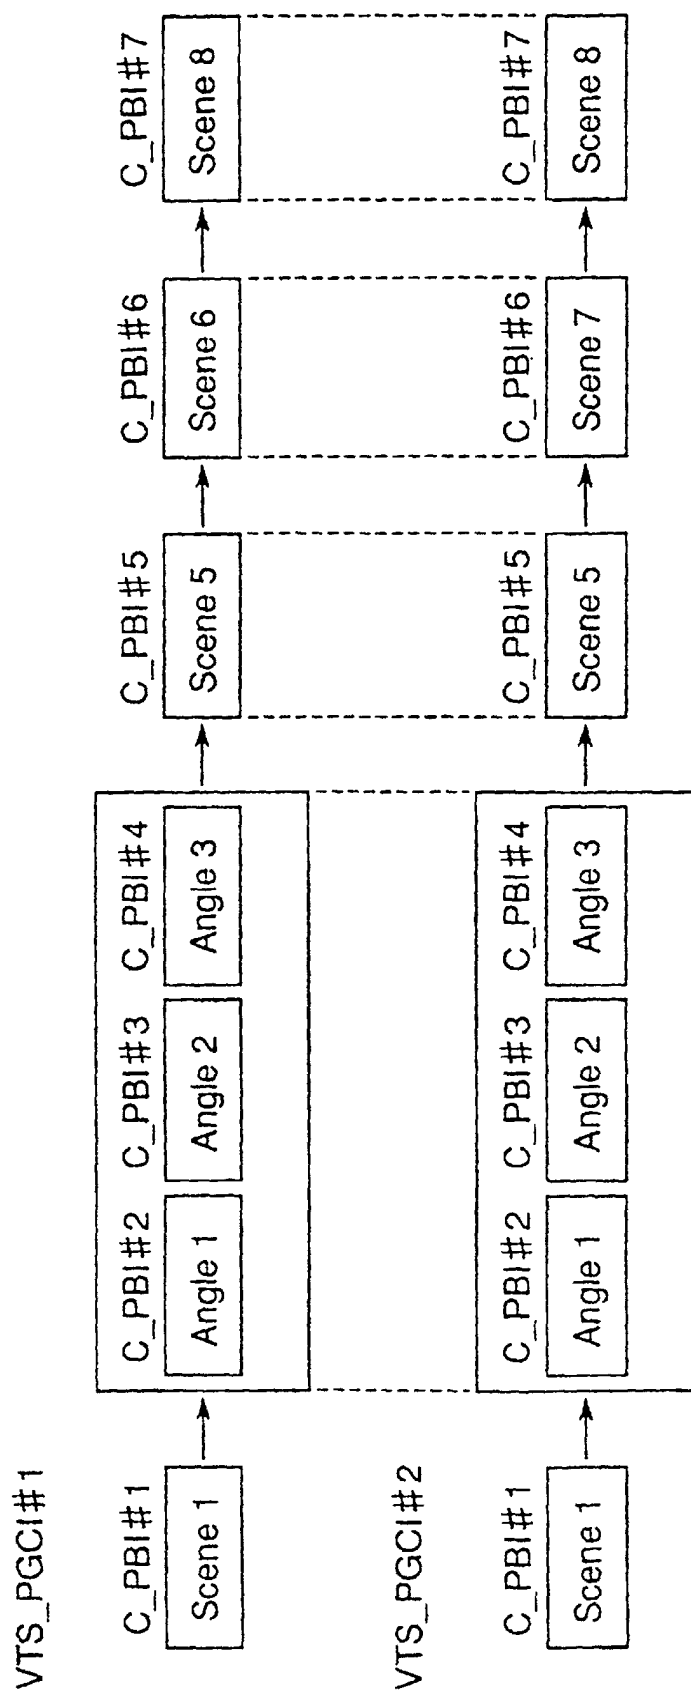 VTS_PGCI#1
C_PBI#1 C_PBI#2 C_PBI#3 C_PBI#4 C_PBI#5 C_PBI#6 C_PBI#7
Scene 1 Angle 1 Angle 2 Angle 3 Scene 5 Scene 6 Scene 8
VTS_PGCI#2
C_PBI#1 C_PBI#2 C_PBI#3 C_PBI#4 C_PBI#5 C_PBI#6 C_PBI#7
Scene 1 Angle 1 Angle 2 Angle 3 Scene 5 Scene 7 Scene 8